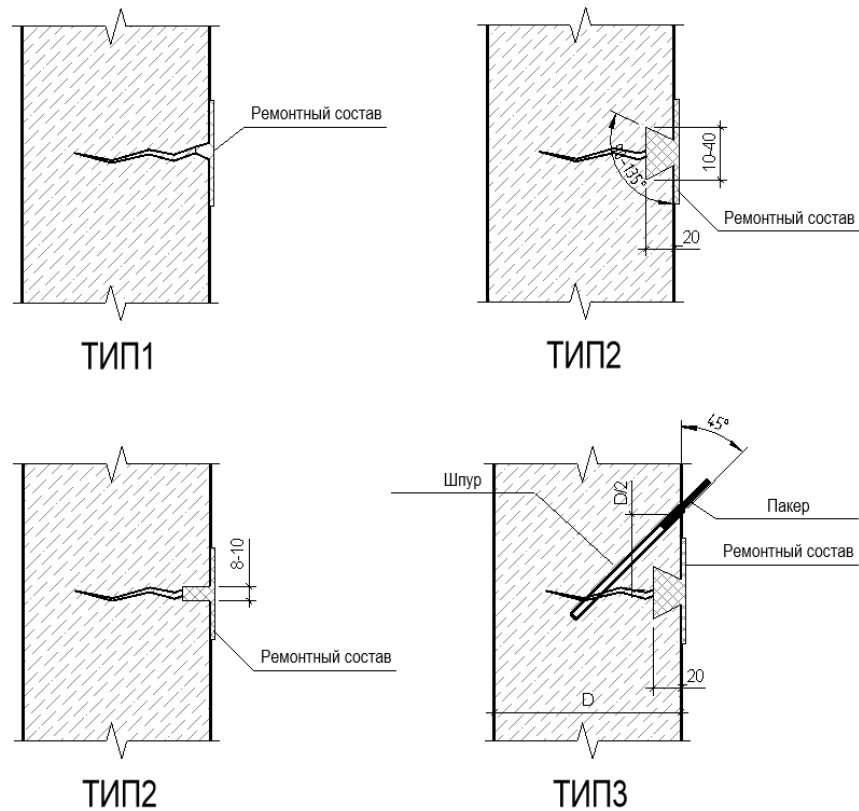 Ремонтный состав
ТИП1
10-40
-135°
20
Ремонтный состав
ТИП2
8-10
Ремонтный состав
ТИП2
45°
Шпур
D/2
Пакер
Ремонтный состав
20
D
ТИП3